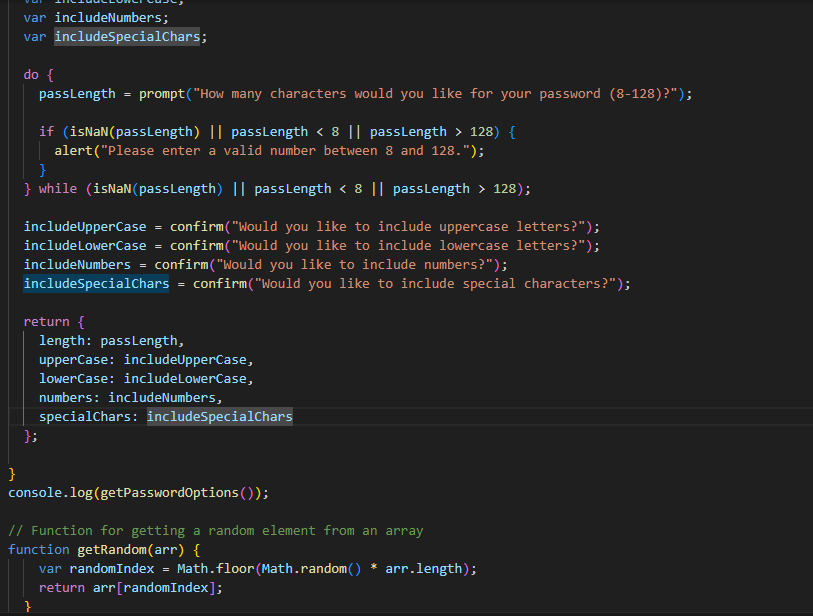 var includeLowerCase;
var includeNumbers;
var includeSpecialChars;
do {
passLength = prompt("How many characters would you like for your password (8-128)?");
if (isNaN(passLength) || passLength < 8 || passLength > 128) {
alert("Please enter a valid number between 8 and 128.");
}
} while (isNaN(passLength) || passLength < 8 || passLength > 128);
includeUpperCase = confirm("Would you like to include uppercase letters?");
includeLowerCase = confirm("Would you like to include lowercase letters?");
includeNumbers = confirm("Would you like to include numbers?");
includeSpecialChars = confirm("Would you like to include special characters?");
return {
length: passLength,
upperCase: includeUpperCase,
lowerCase: includeLowerCase,
numbers: includeNumbers,
specialChars: includeSpecialChars
};
}
console.log(getPasswordOptions());
// Function for getting a random element from an array
function getRandom(arr) {
var randomIndex = Math.floor(Math.random() * arr.length);
return arr[randomIndex];
}